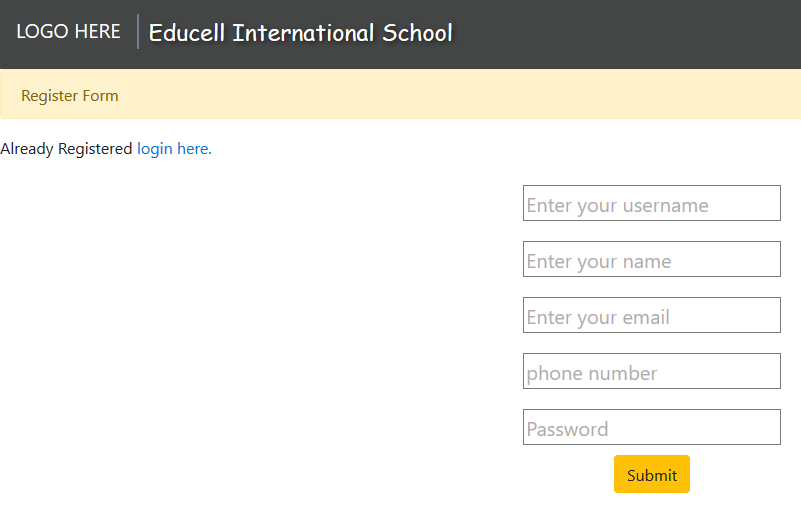 LOGO HERE Educell International School
Register Form
Already Registered login here.
Enter your username
Enter your name
Enter your email
phone number
Password
Submit